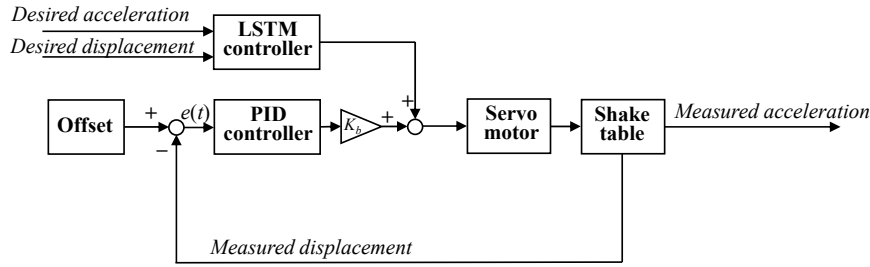 Desired acceleration
Desired displacement
LSTM
controller
+
Offset
+
−
e(t)
PID
controller
K_b
+
Servo
motor
Shake
table
Measured acceleration
Measured displacement